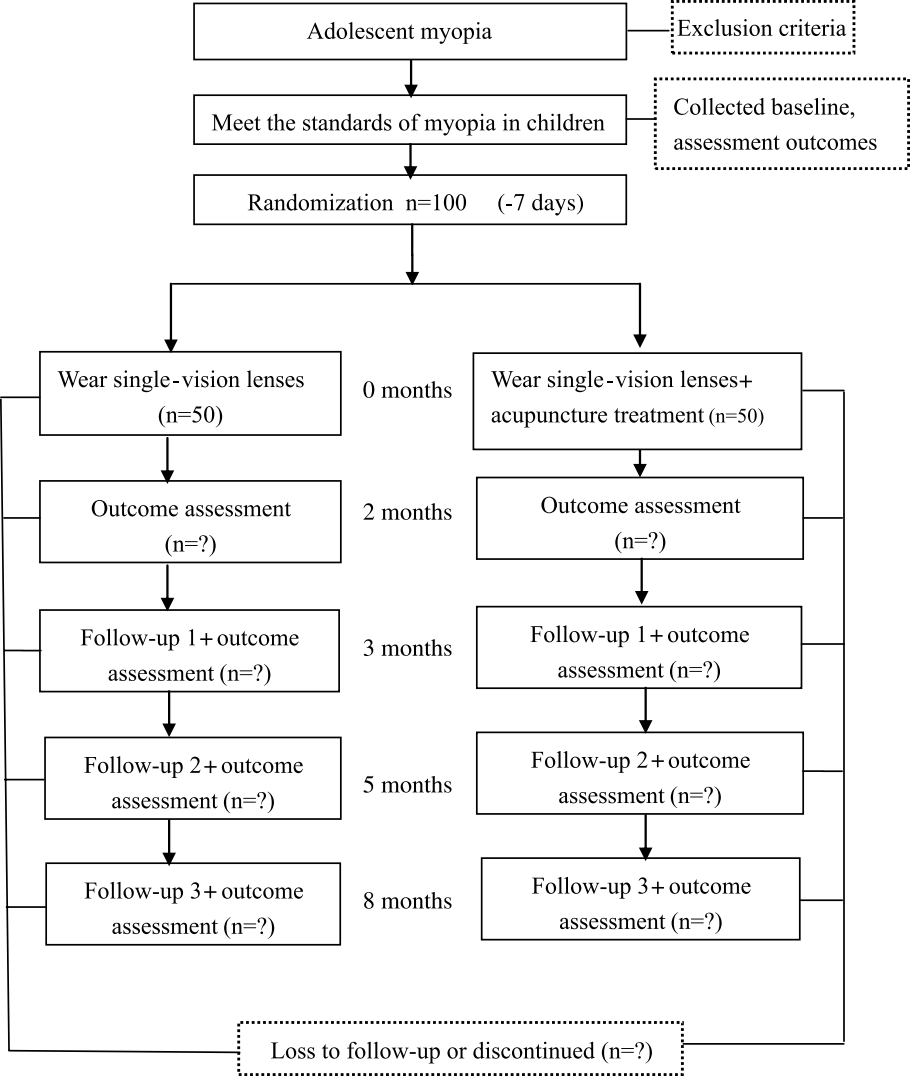 Adolescent myopia
Exclusion criteria
Meet the standards of myopia in children
Collected baseline,
assessment outcomes
Randomization n=100 (-7 days)
Wear single-vision lenses
(n=50)
0 months
Wear single-vision lenses+
acupuncture treatment (n=50)
Outcome assessment
(n=?)
2 months
Outcome assessment
(n=?)
Follow-up 1+outcome
assessment (n=?)
3 months
Follow-up 1+outcome
assessment (n=?)
Follow-up 2+outcome
assessment (n=?)
5 months
Follow-up 2+outcome
assessment (n=?)
Follow-up 3+outcome
assessment (n=?)
8 months
Follow-up 3+outcome
assessment (n=?)
Loss to follow-up or discontinued (n=?)